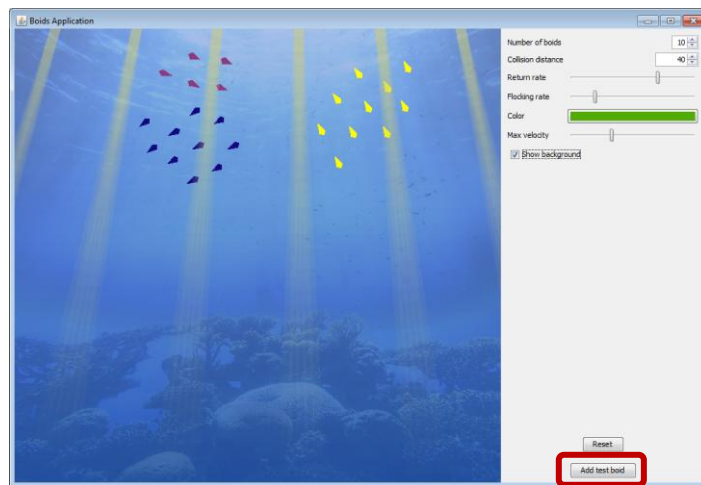 Boids Application
Number of boids 10
Collision distance 40
Return rate
Flocking rate
Color
Max velocity
Show background
Reset
Add test boid